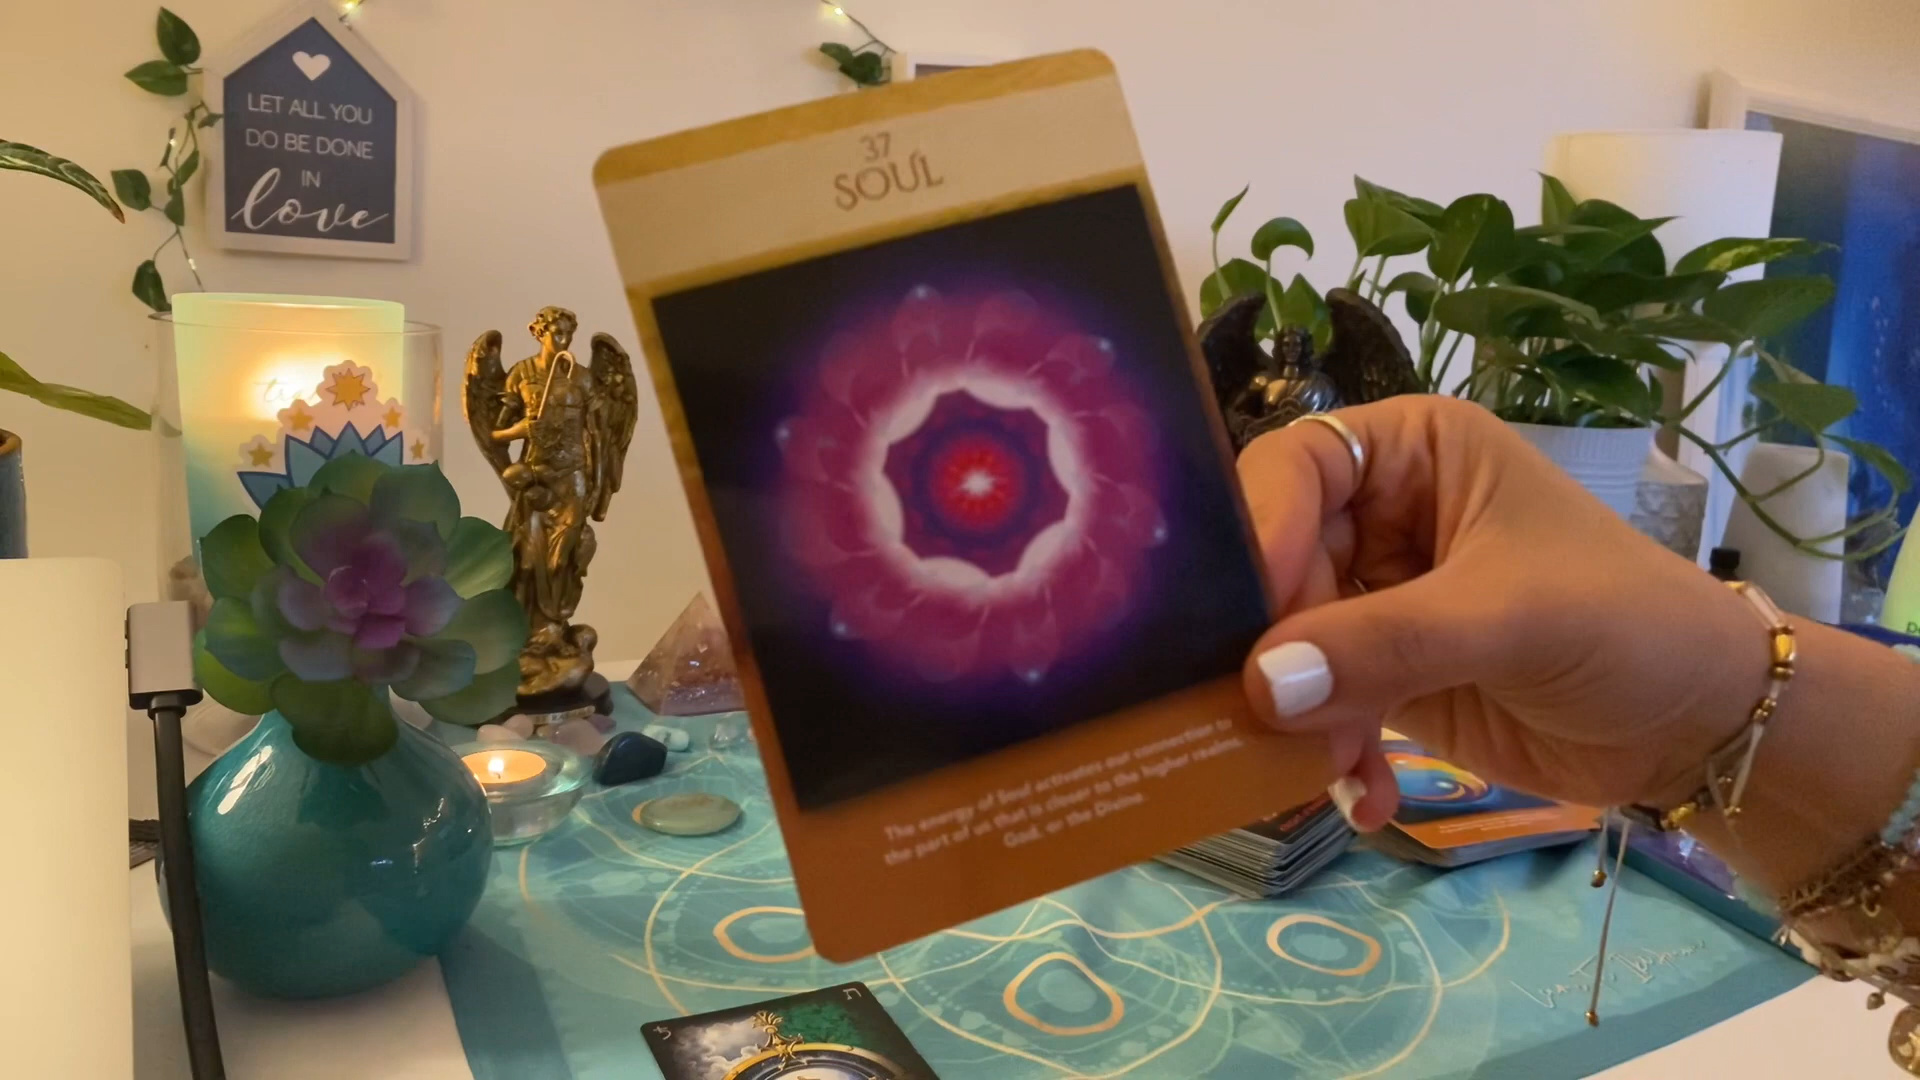 LET ALL YOU
DO BE DONE
IN
love
37
SOUL
The energy of Soul activates our connection to
the part of us that is closer to the higher realms.
God, or the Divine.